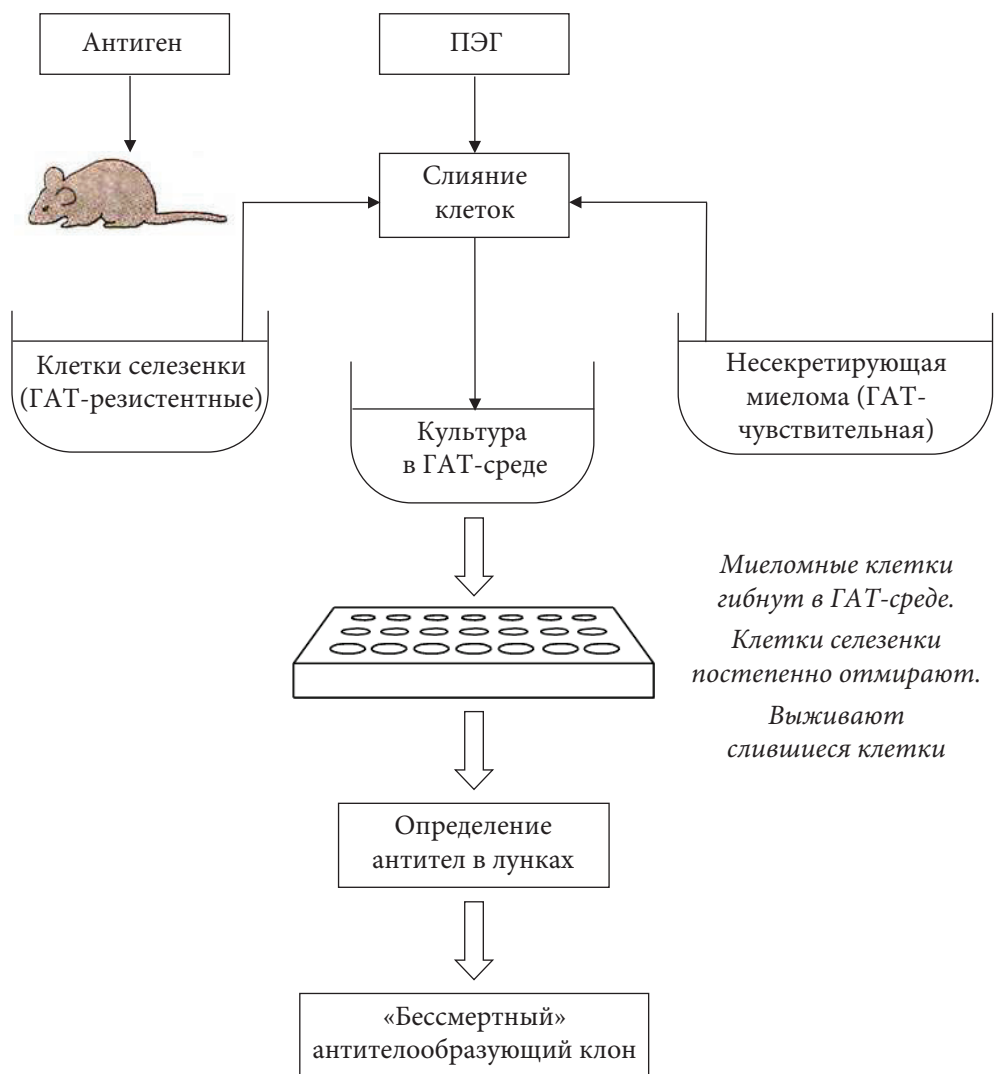 Антиген
ПЭГ
Слияние
клеток
Клетки селезенки
(ГАТ-резистентные)
Культура
в ГАТ-среде
Несекретирующая
миелома (ГАТ-
чувствительная)
Миеломные клетки
гибнут в ГАТ-среде.
Клетки селезенки
постепенно отмирают.
Выживают
слившиеся клетки
Определение
антител в лунках
«Бессмертный»
антителообразующий клон